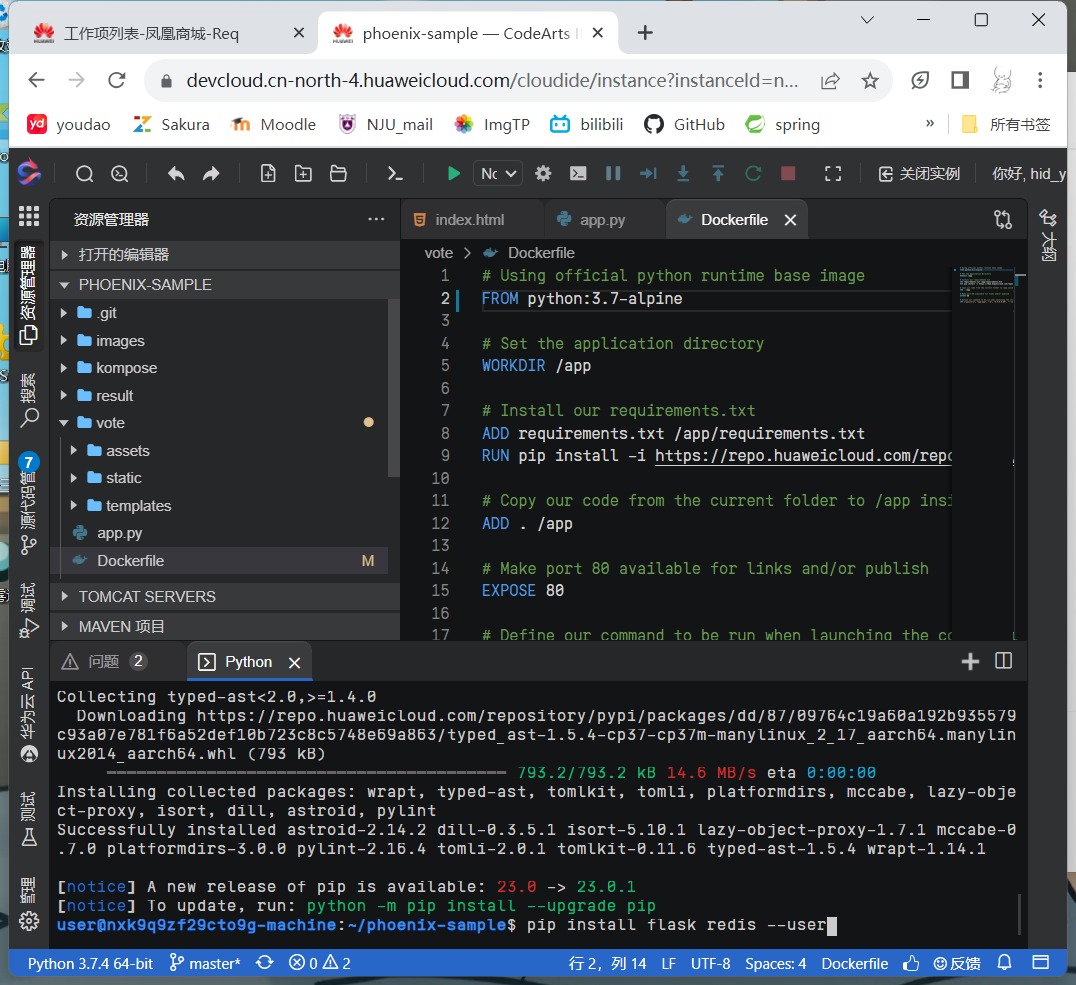 工作项列表-凤凰商城-Req
phoenix-sample — CodeArts I
devcloud.cn-north-4.huaweicloud.com/cloudide/instance?instanceId=n...
youdao
Sakura
Moodle
NJU_mail
ImgTP
bilibili
GitHub
spring
»
所有书签
Nc
关闭实例
你好, hid_y
资源管理器
搜索
源代码管
7
调试
华为云 API
测试
管理
资源管理器
打开的编辑器
PHOENIX-SAMPLE
.git
images
kompose
result
vote
assets
static
templates
app.py
Dockerfile M
TOMCAT SERVERS
MAVEN 项目
index.html
app.py
Dockerfile
大纲
vote > Dockerfile
1 # Using official python runtime base image
2 FROM python:3.7-alpine
3
4 # Set the application directory
5 WORKDIR /app
6
7 # Install our requirements.txt
8 ADD requirements.txt /app/requirements.txt
9 RUN pip install -i https://repo.huaweicloud.com/repo
10
11 # Copy our code from the current folder to /app insi
12 ADD . /app
13
14 # Make port 80 available for links and/or publish
15 EXPOSE 80
16
17 # Define our command to be run when launching the co
问题 2
Python
Collecting typed-ast<2.0,>=1.4.0
Downloading https://repo.huaweicloud.com/repository/pypi/packages/dd/87/09764c19a60a192b935579
c93a07e781f6a52def10b723c8c5748e69a863/typed_ast-1.5.4-cp37-cp37m-manylinux_2_17_aarch64.manylin
ux2014_aarch64.whl (793 kB)
793.2/793.2 kB 14.6 MB/s eta 0:00:00
Installing collected packages: wrapt, typed-ast, tomlkit, tomli, platformdirs, mccabe, lazy-obje
ct-proxy, isort, dill, astroid, pylint
Successfully installed astroid-2.14.2 dill-0.3.5.1 isort-5.10.1 lazy-object-proxy-1.7.1 mccabe-0
.7.0 platformdirs-3.0.0 pylint-2.16.4 tomli-2.0.1 tomlkit-0.11.6 typed-ast-1.5.4 wrapt-1.14.1
[notice] A new release of pip is available: 23.0 -> 23.0.1
[notice] To update, run: python -m pip install --upgrade pip
user@nxk9q9zf29cto9g-machine:~/phoenix-sample$ pip install flask redis --user
Python 3.7.4 64-bit
master*
0
2
行 2，列 14
LF
UTF-8
Spaces: 4
Dockerfile
反馈